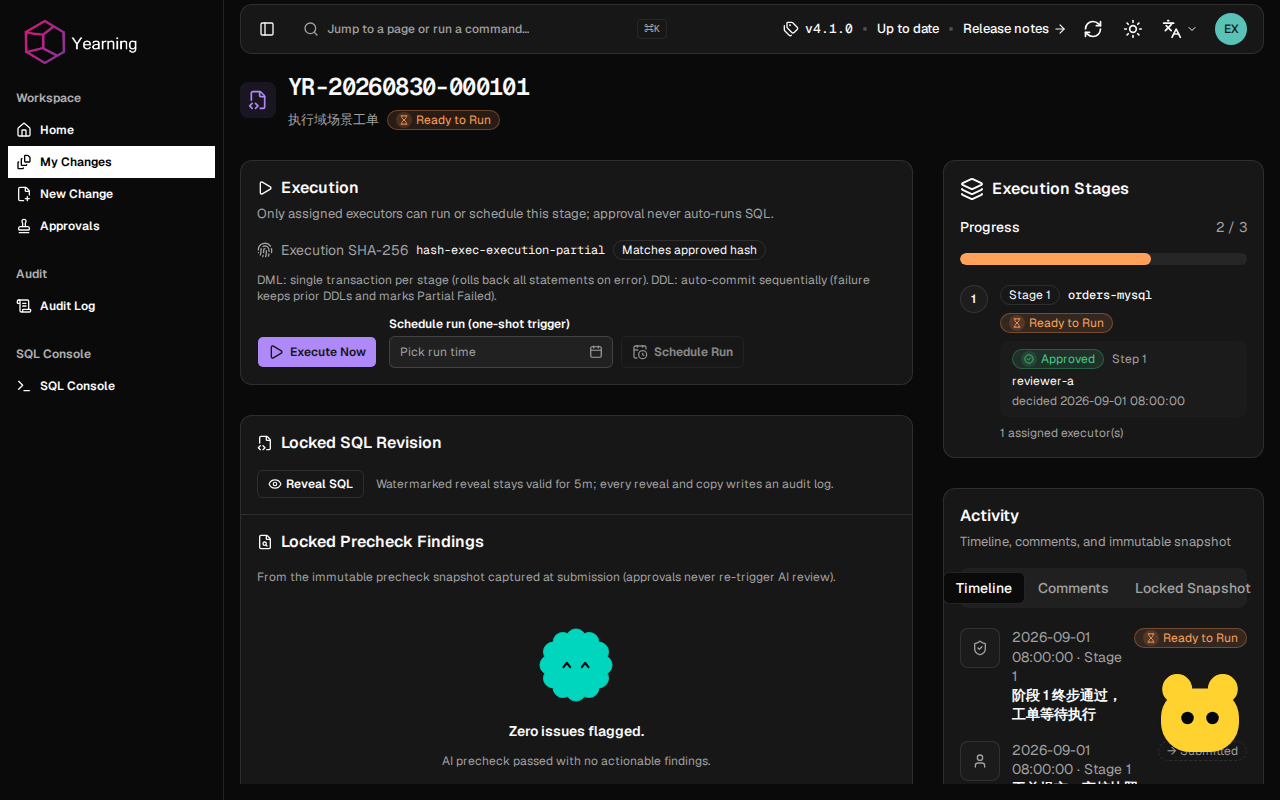 Yearning
Workspace
Home
My Changes
New Change
Approvals
Audit
Audit Log
SQL Console
SQL Console
Jump to a page or run a command...
⌘K
v4.1.0
Up to date
Release notes →
EX
YR-20260830-000101
执行域场景工单
Ready to Run
Execution
Only assigned executors can run or schedule this stage; approval never auto-runs SQL.
Execution SHA-256 hash-exec-execution-partial Matches approved hash
DML: single transaction per stage (rolls back all statements on error). DDL: auto-commit sequentially (failure
keeps prior DDLs and marks Partial Failed).
Schedule run (one-shot trigger)
Execute Now
Pick run time
Schedule Run
Locked SQL Revision
Reveal SQL
Watermarked reveal stays valid for 5m; every reveal and copy writes an audit log.
Locked Precheck Findings
From the immutable precheck snapshot captured at submission (approvals never re-trigger AI review).
Zero issues flagged.
AI precheck passed with no actionable findings.
Execution Stages
Progress 2 / 3
1
Stage 1 orders-mysql
Ready to Run
Approved Step 1
reviewer-a
decided 2026-09-01 08:00:00
1 assigned executor(s)
Activity
Timeline, comments, and immutable snapshot
Timeline Comments Locked Snapshot
2026-09-01
08:00:00 · Stage
1
Ready to Run
阶段 1 终步通过，
工单等待执行
2026-09-01
08:00:00 · Stage 1
→ Submitted